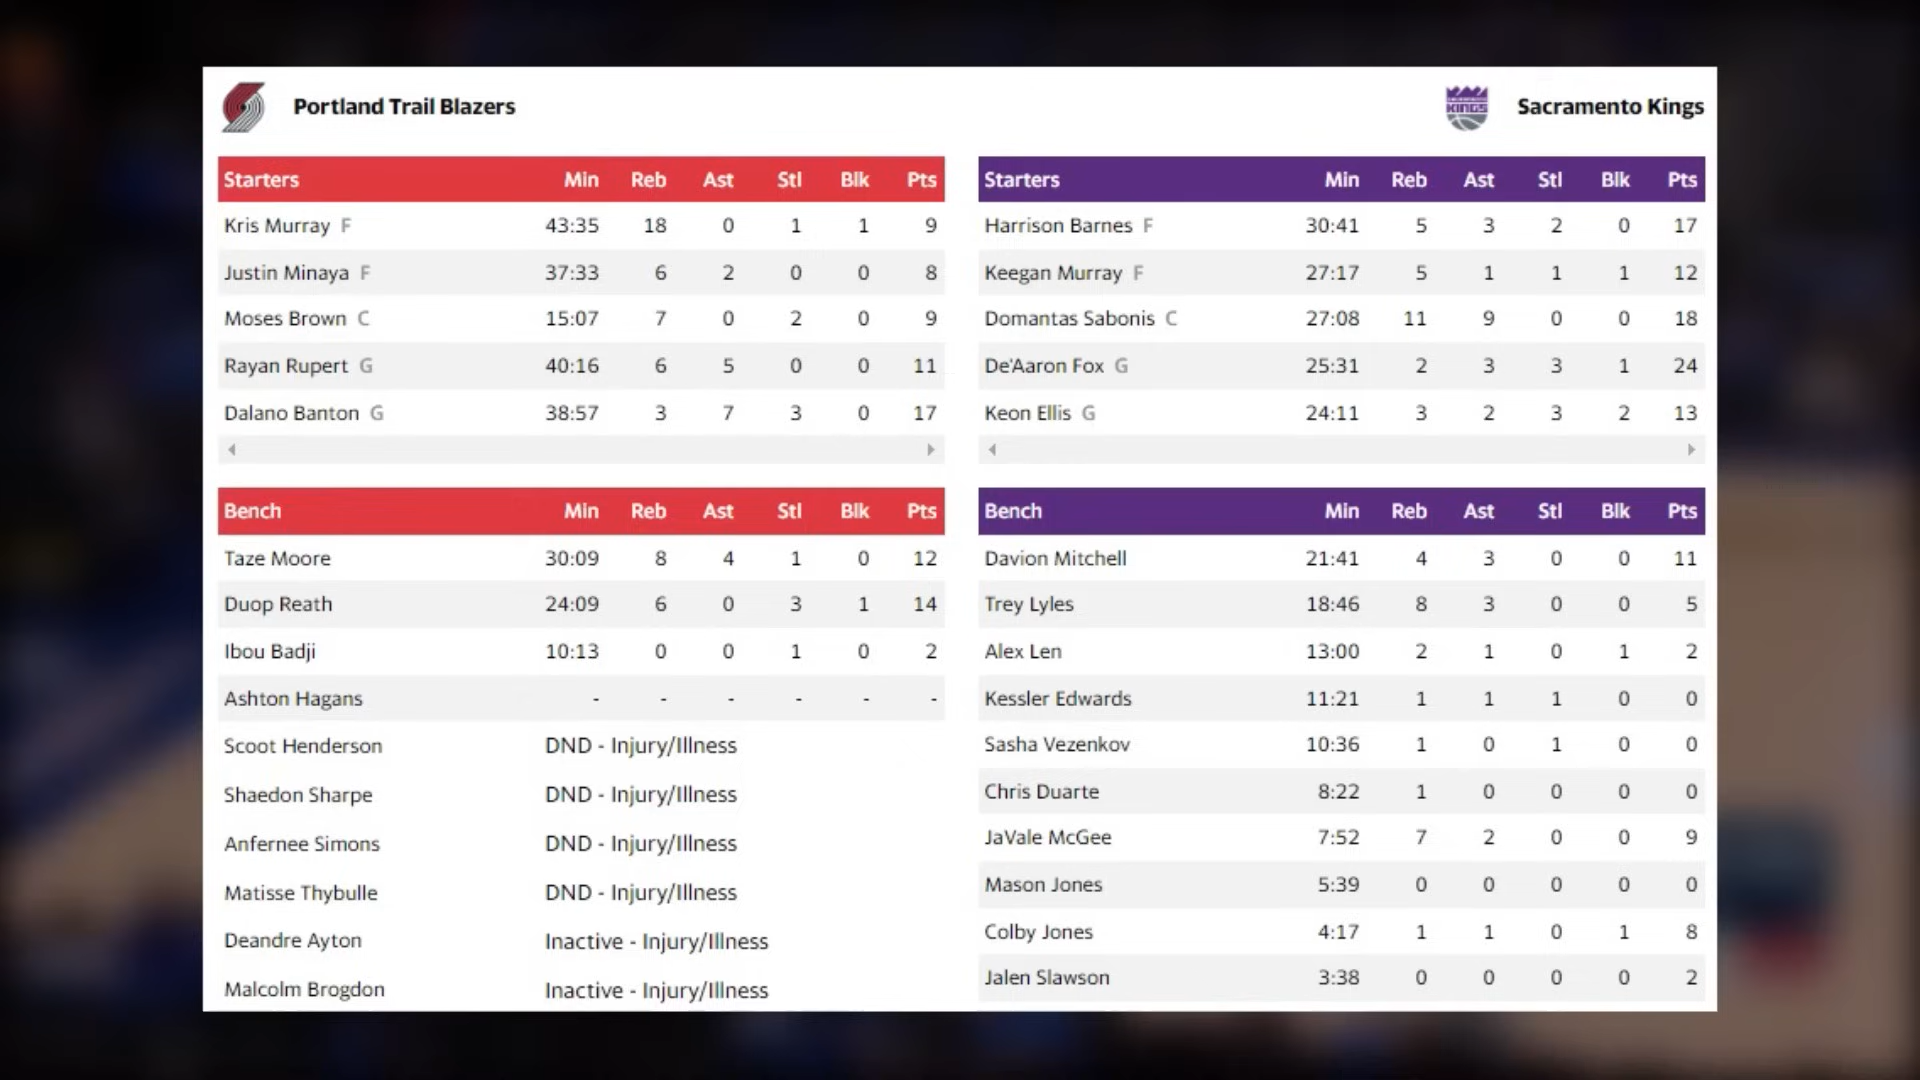 Portland Trail Blazers
Starters Min Reb Ast Stl Blk Pts
Kris Murray F 43:35 18 0 1 1 9
Justin Minaya F 37:33 6 2 0 0 8
Moses Brown C 15:07 7 0 2 0 9
Rayan Rupert G 40:16 6 5 0 0 11
Dalano Banton G 38:57 3 7 3 0 17
Bench Min Reb Ast Stl Blk Pts
Taze Moore 30:09 8 4 1 0 12
Duop Reath 24:09 6 0 3 1 14
Ibou Badji 10:13 0 0 1 0 2
Ashton Hagans - - - - - -
Scoot Henderson DND - Injury/Illness
Shaedon Sharpe DND - Injury/Illness
Anfernee Simons DND - Injury/Illness
Matisse Thybulle DND - Injury/Illness
Deandre Ayton Inactive - Injury/Illness
Malcolm Brogdon Inactive - Injury/Illness
KINGS
Sacramento Kings
Starters Min Reb Ast Stl Blk Pts
Harrison Barnes F 30:41 5 3 2 0 17
Keegan Murray F 27:17 5 1 1 1 12
Domantas Sabonis C 27:08 11 9 0 0 18
De'Aaron Fox G 25:31 2 3 3 1 24
Keon Ellis G 24:11 3 2 3 2 13
Bench Min Reb Ast Stl Blk Pts
Davion Mitchell 21:41 4 3 0 0 11
Trey Lyles 18:46 8 3 0 0 5
Alex Len 13:00 2 1 0 1 2
Kessler Edwards 11:21 1 1 1 0 0
Sasha Vezenkov 10:36 1 0 1 0 0
Chris Duarte 8:22 1 0 0 0 0
JaVale McGee 7:52 7 2 0 0 9
Mason Jones 5:39 0 0 0 0 0
Colby Jones 4:17 1 1 0 1 8
Jalen Slawson 3:38 0 0 0 0 2